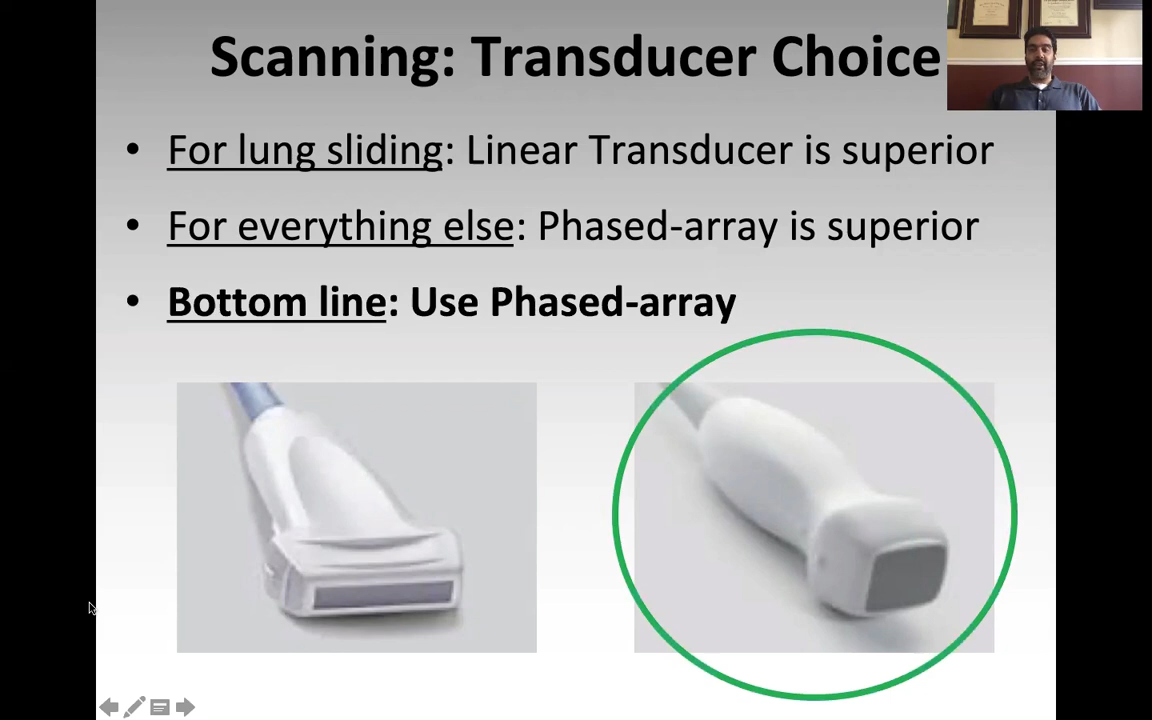 Scanning: Transducer Choice
• For lung sliding: Linear Transducer is superior
• For everything else: Phased-array is superior
• Bottom line: Use Phased-array